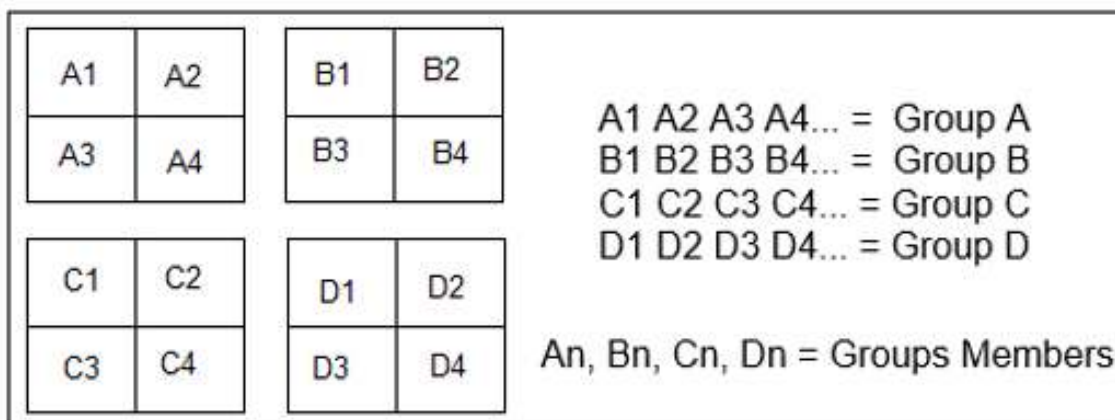 A1 A2
A3 A4
B1 B2
B3 B4
C1 C2
C3 C4
D1 D2
D3 D4
A1 A2 A3 A4... = Group A
B1 B2 B3 B4... = Group B
C1 C2 C3 C4... = Group C
D1 D2 D3 D4... = Group D
An, Bn, Cn, Dn = Groups Members